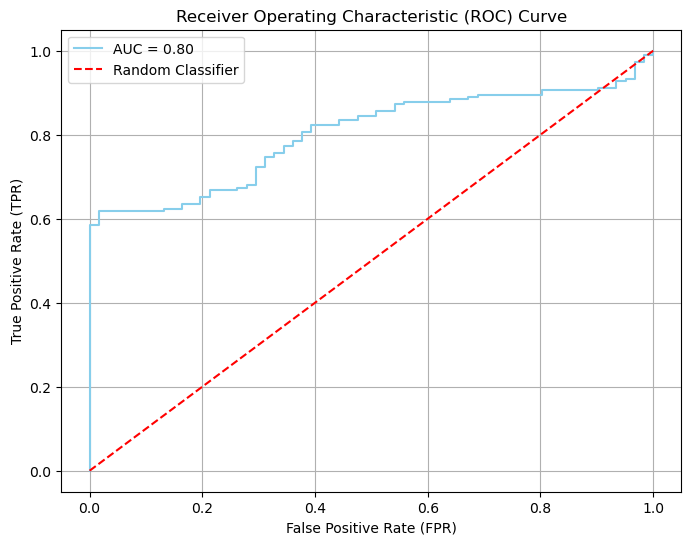 Receiver Operating Characteristic (ROC) Curve
AUC = 0.80
Random Classifier
True Positive Rate (TPR)
1.0
0.8
0.6
0.4
0.2
0.0
0.0 0.2 0.4 0.6 0.8 1.0
False Positive Rate (FPR)